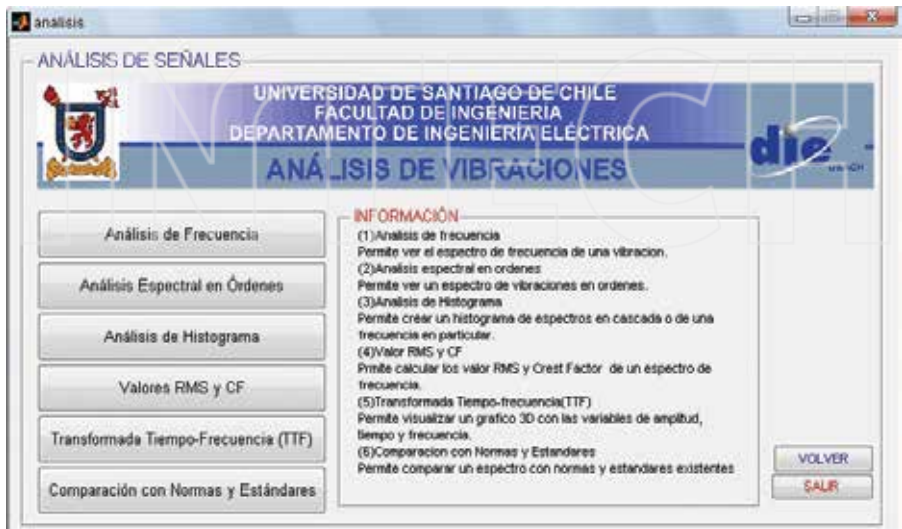 analisis
ANÁLISIS DE SEÑALES
UNIVERSIDAD DE SANTIAGO DE CHILE
FACULTAD DE INGENIERIA
DEPARTAMENTO DE INGENIERÍA ELÉCTRICA
ANÁLISIS DE VIBRACIONES
die
INTECH
Análisis de Frecuencia
Análisis Espectral en Órdenes
Análisis de Histograma
Valores RMS y CF
Transformada Tiempo-Frecuencia (TTF)
Comparación con Normas y Estándares
INFORMACIÓN
(1)Analisis de frecuencia
Permite ver el espectro de frecuencia de una vibracion.
(2)Analisis espectral en ordenes
Permite ver un espectro de vibraciones en ordenes.
(3)Analisis de Histograma
Permite crear un histograma de espectros en cascada o de una
frecuencia en particular.
(4)Valor RMS y CF
Prmite calcular los valor RMS y Crest Factor de un espectro de
frecuencia.
(5)Transformada Tiempo-frecuencia(TTF)
Permite visualizar un grafico 3D con las variables de amplitud,
tiempo y frecuencia.
(6)Comparacion con Normas y Estandares
Permite comparar un espectro con normas y estandares existentes
VOLVER
SALIR